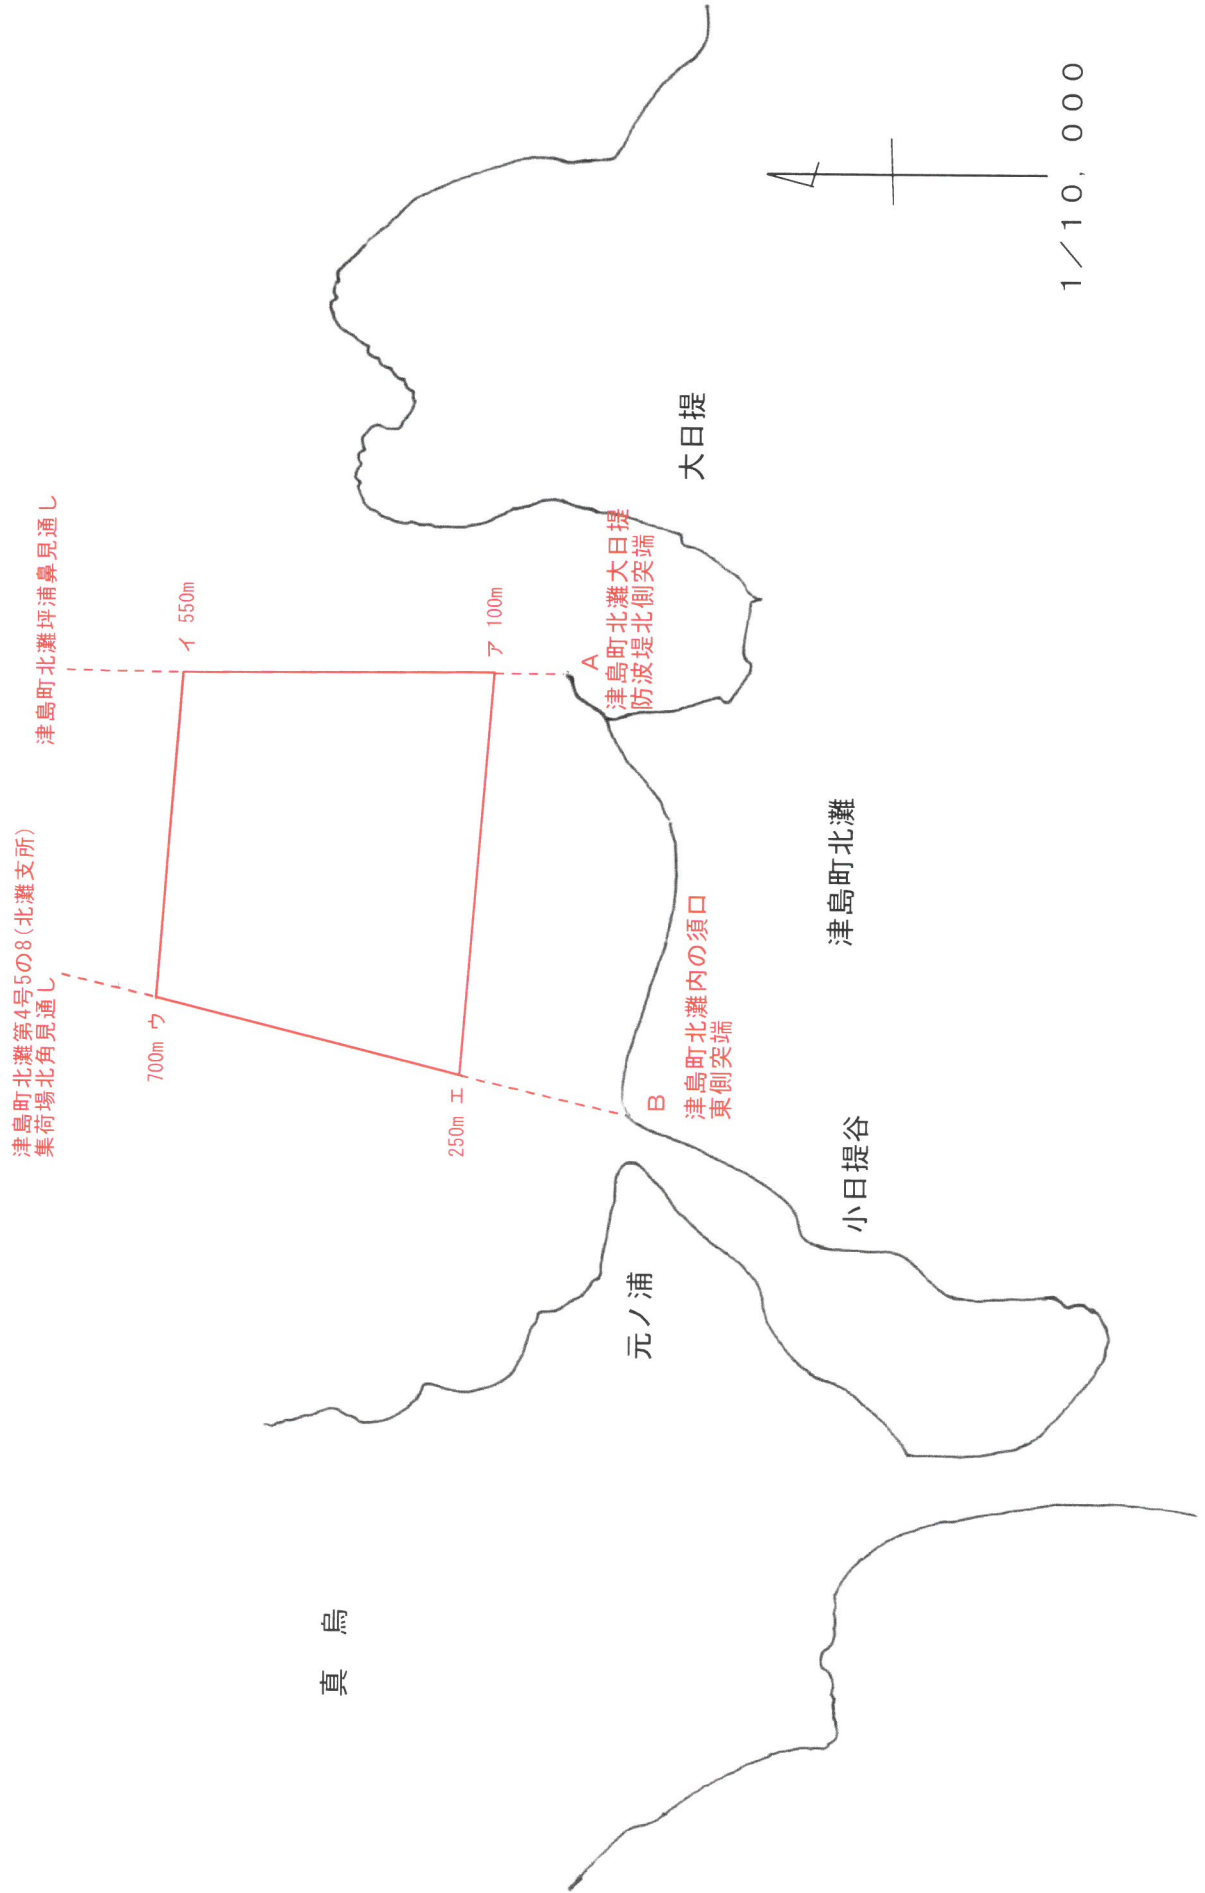 津島町北灘第4号5の8(北灘支所)
集荷場北角見通し
津島町北灘坪浦鼻見通し
700m ウ
イ 550m
250m エ
ア 100m
A
津島町北灘大日提
防波堤北側突端
B
津島町北灘内の須口
東側突端
真 烏
元ノ浦
大日提
小日提谷
津島町北灘
1/10,000